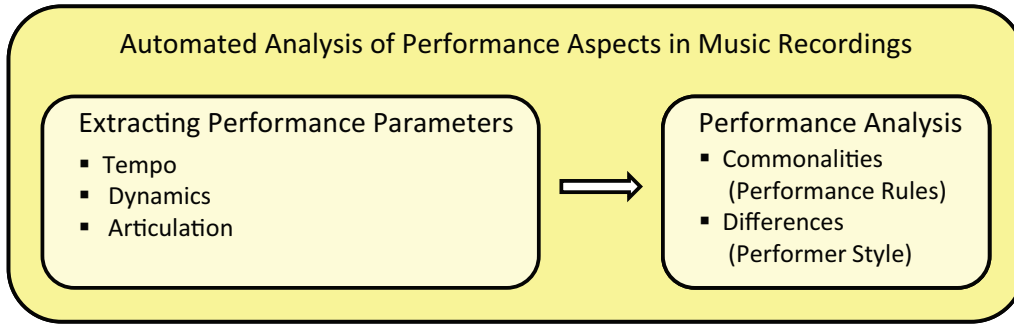 Automated Analysis of Performance Aspects in Music Recordings
Extracting Performance Parameters
▪ Tempo
▪ Dynamics
▪ Articulation
Performance Analysis
▪ Commonalities
(Performance Rules)
▪ Differences
(Performer Style)